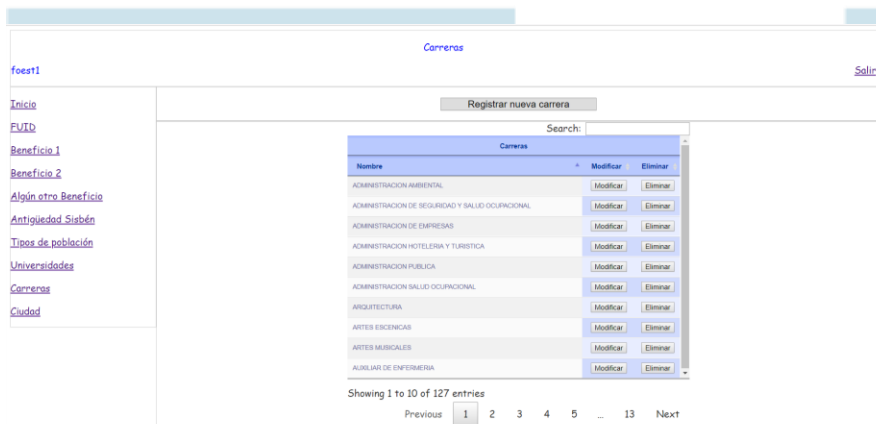 Carreras
foest1
Salir
Inicio
FUID
Beneficio 1
Beneficio 2
Algún otro Beneficio
Antigüedad Sisbén
Tipos de población
Universidades
Carreras
Ciudad
Registrar nueva carrera
Search:
Carreras
Nombre Modificar Eliminar
ADMINISTRACION AMBIENTAL Modificar Eliminar
ADMINISTRACION DE SEGURIDAD Y SALUD OCUPACIONAL Modificar Eliminar
ADMINISTRACION DE EMPRESAS Modificar Eliminar
ADMINISTRACION HOTELERIA Y TURISTICA Modificar Eliminar
ADMINISTRACION PUBLICA Modificar Eliminar
ADMINISTRACION SALUD OCUPACIONAL Modificar Eliminar
ARQUITECTURA Modificar Eliminar
ARTES ESCENICAS Modificar Eliminar
ARTES MUSICALES Modificar Eliminar
AUXILIAR DE ENFERMERIA Modificar Eliminar
Showing 1 to 10 of 127 entries
Previous 1 2 3 4 5 ... 13 Next